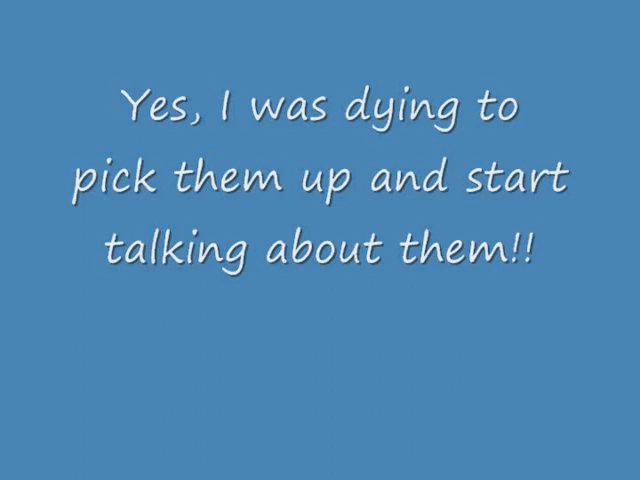 Yes, I was dying to
pick them up and start
talking about them!!